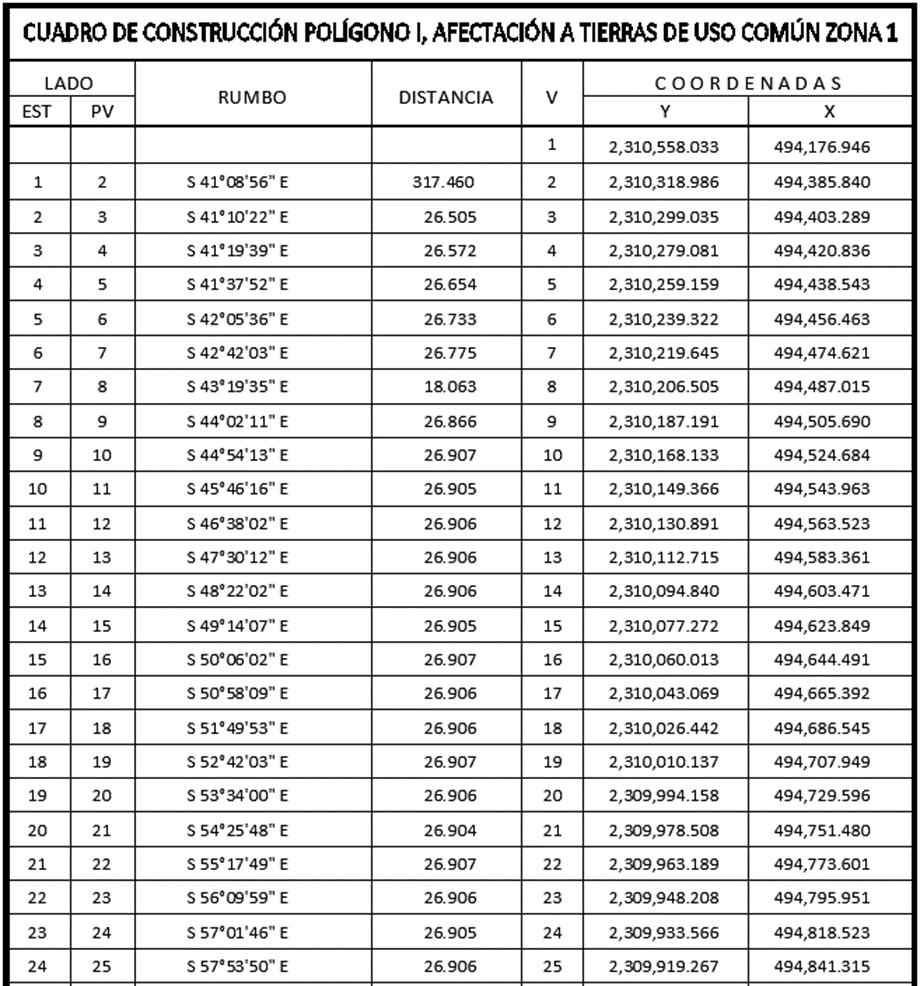 CUADRO DE CONSTRUCCIÓN POLÍGONO I, AFECTACIÓN A TIERRAS DE USO COMÚN ZONA 1
LADO RUMBO DISTANCIA V C O O R D E N A D A S
EST PV Y X
1 2,310,558.033 494,176.946
1 2 S 41°08'56" E 317.460 2 2,310,318.986 494,385.840
2 3 S 41°10'22" E 26.505 3 2,310,299.035 494,403.289
3 4 S 41°19'39" E 26.572 4 2,310,279.081 494,420.836
4 5 S 41°37'52" E 26.654 5 2,310,259.159 494,438.543
5 6 S 42°05'36" E 26.733 6 2,310,239.322 494,456.463
6 7 S 42°42'03" E 26.775 7 2,310,219.645 494,474.621
7 8 S 43°19'35" E 18.063 8 2,310,206.505 494,487.015
8 9 S 44°02'11" E 26.866 9 2,310,187.191 494,505.690
9 10 S 44°54'13" E 26.907 10 2,310,168.133 494,524.684
10 11 S 45°46'16" E 26.905 11 2,310,149.366 494,543.963
11 12 S 46°38'02" E 26.906 12 2,310,130.891 494,563.523
12 13 S 47°30'12" E 26.906 13 2,310,112.715 494,583.361
13 14 S 48°22'02" E 26.906 14 2,310,094.840 494,603.471
14 15 S 49°14'07" E 26.905 15 2,310,077.272 494,623.849
15 16 S 50°06'02" E 26.907 16 2,310,060.013 494,644.491
16 17 S 50°58'09" E 26.906 17 2,310,043.069 494,665.392
17 18 S 51°49'53" E 26.906 18 2,310,026.442 494,686.545
18 19 S 52°42'03" E 26.907 19 2,310,010.137 494,707.949
19 20 S 53°34'00" E 26.906 20 2,309,994.158 494,729.596
20 21 S 54°25'48" E 26.904 21 2,309,978.508 494,751.480
21 22 S 55°17'49" E 26.907 22 2,309,963.189 494,773.601
22 23 S 56°09'59" E 26.906 23 2,309,948.208 494,795.951
23 24 S 57°01'46" E 26.905 24 2,309,933.566 494,818.523
24 25 S 57°53'50" E 26.906 25 2,309,919.267 494,841.315